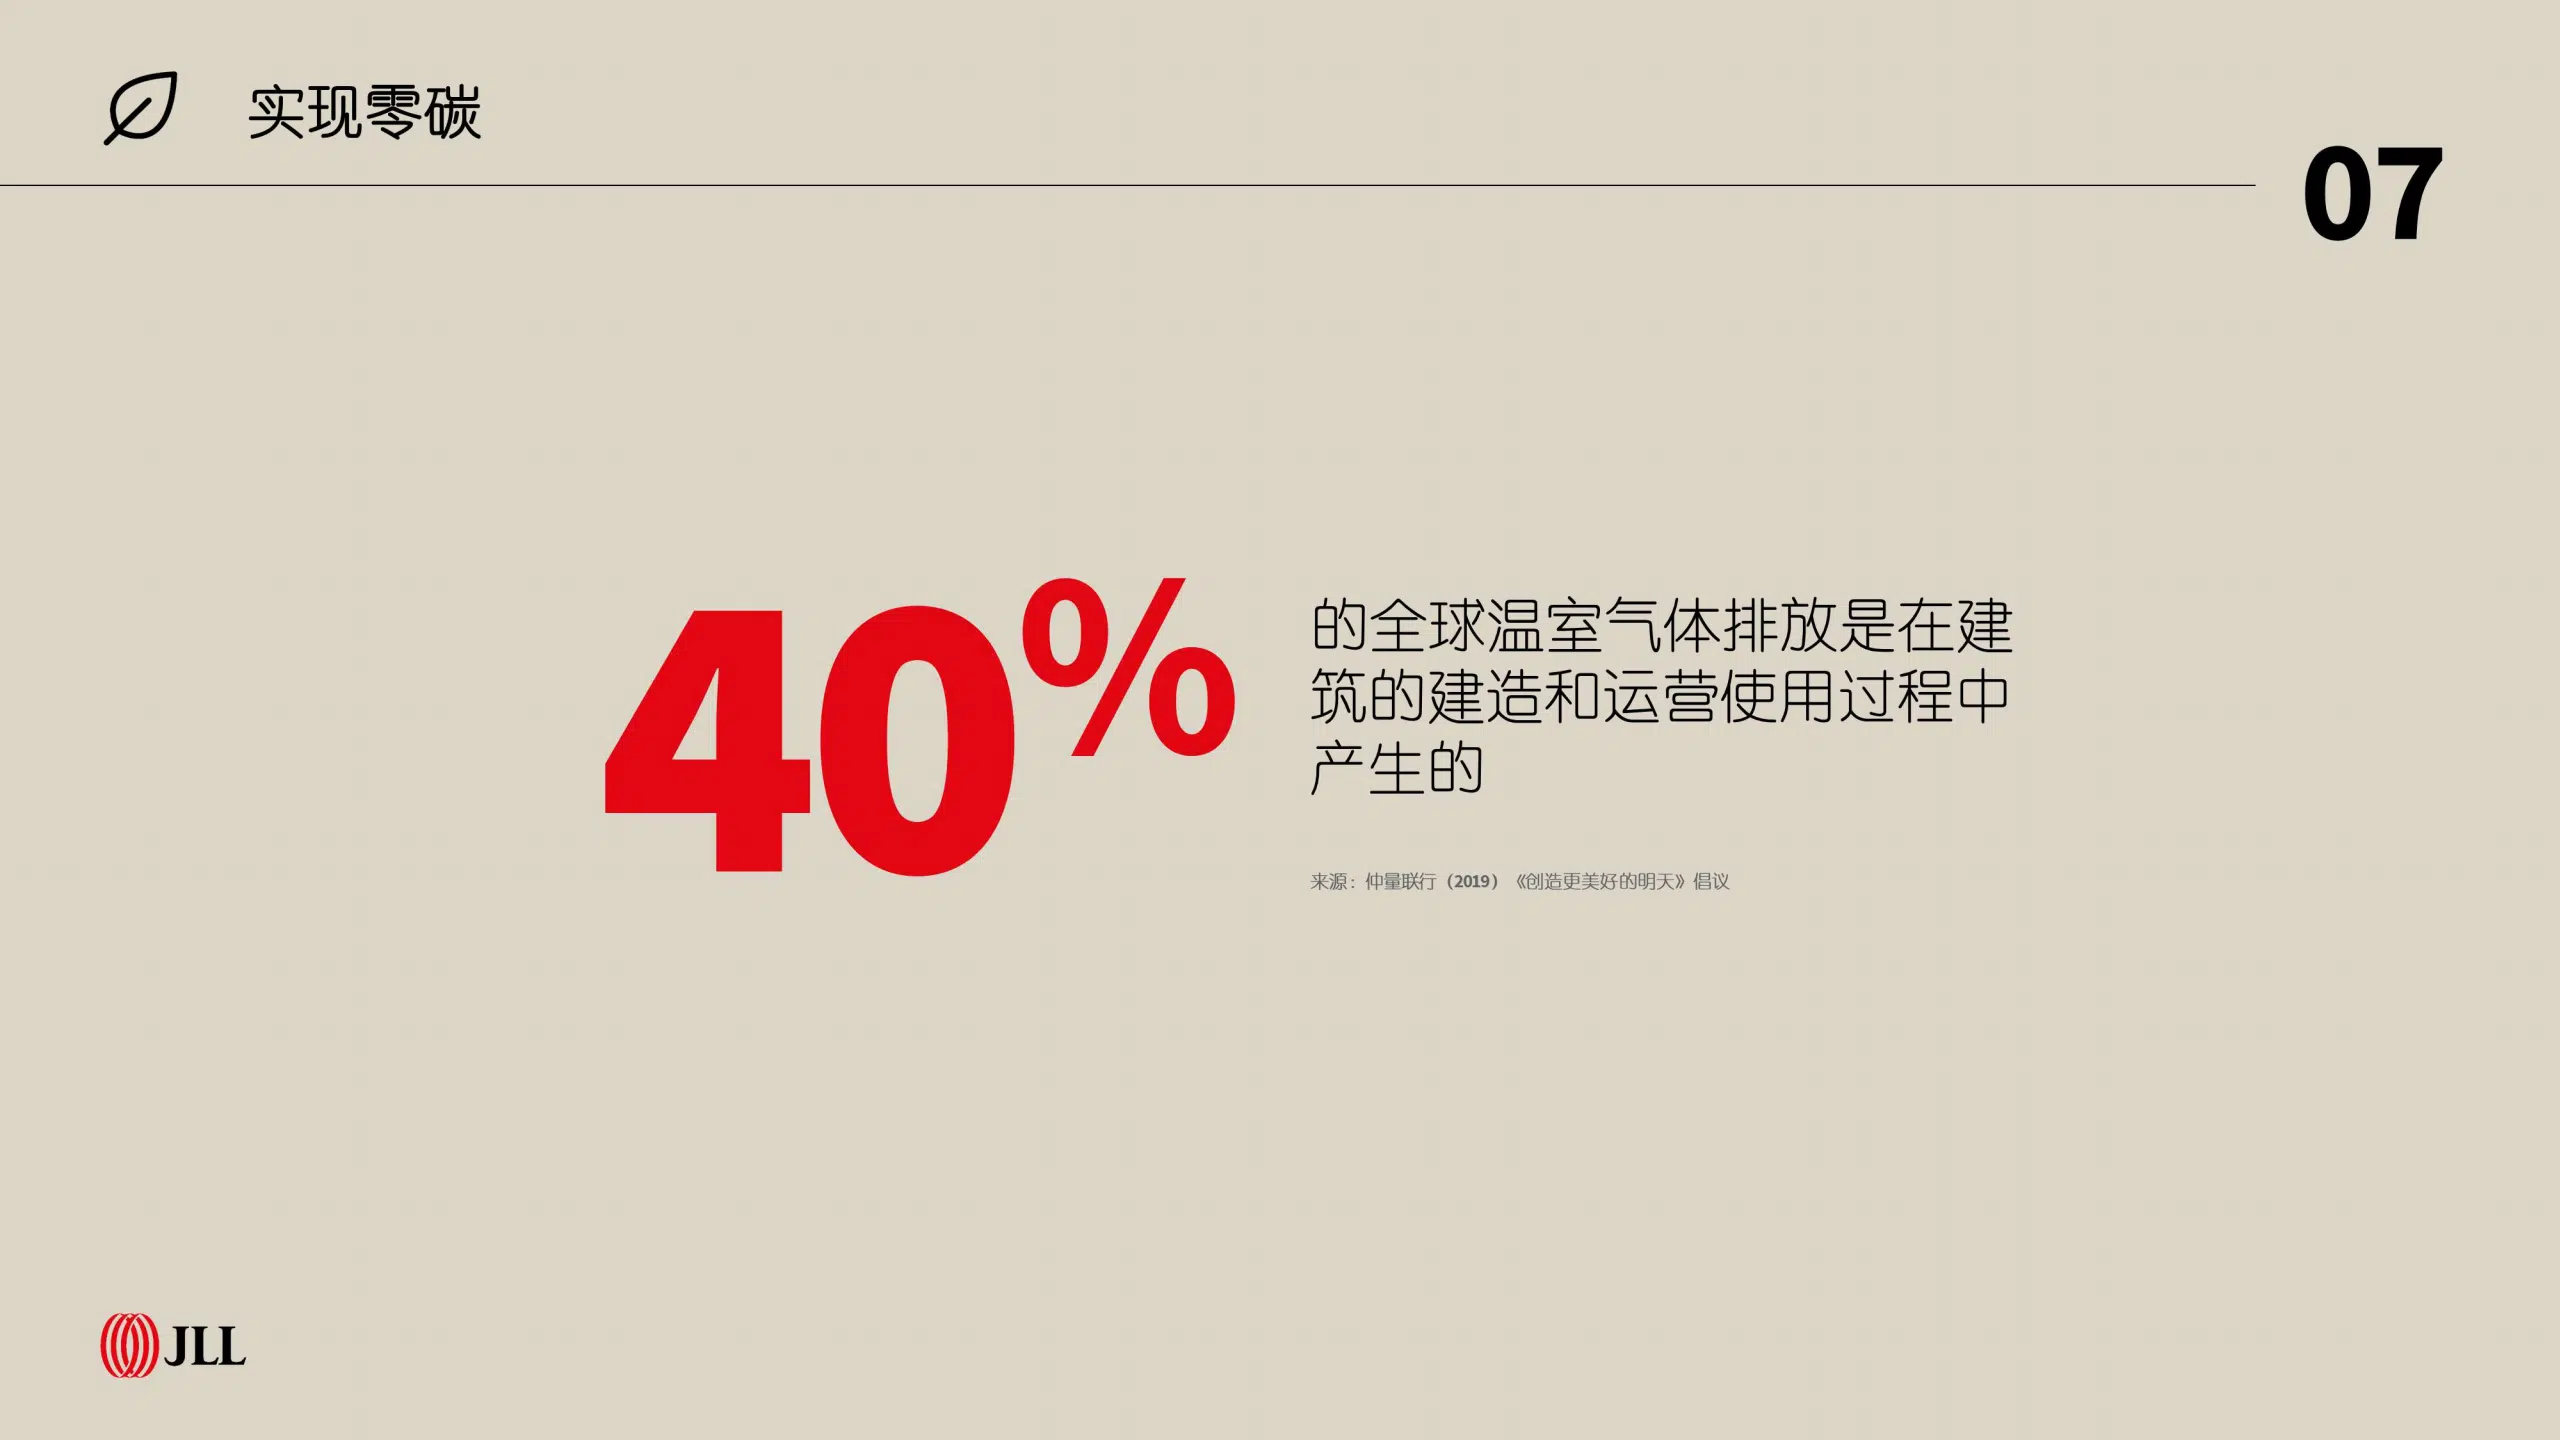 实现零碳
07
40%
的全球温室气体排放是在建
筑的建造和运营使用过程中
产生的
来源：仲量联行（2019）《创造更美好的明天》倡议
JLL